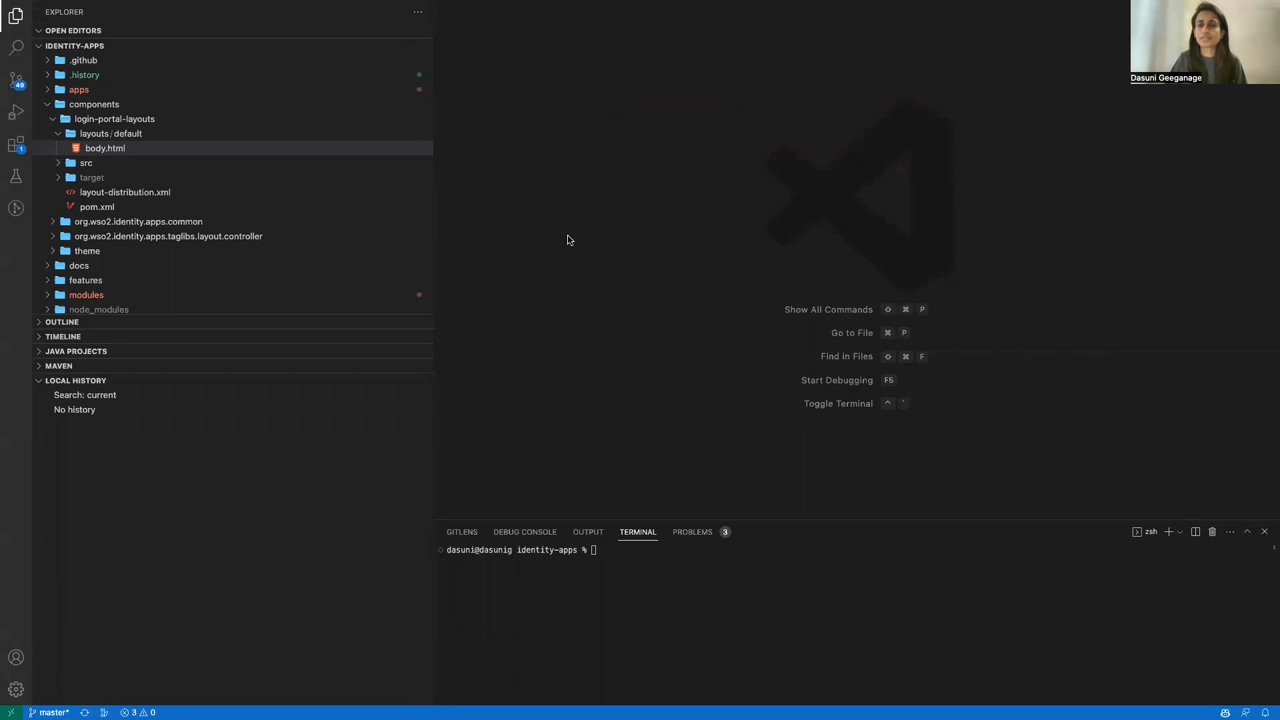 EXPLORER
OPEN EDITORS
IDENTITY-APPS
.github
.history
apps
components
login-portal-layouts
layouts / default
body.html
src
target
layout-distribution.xml
pom.xml
org.wso2.identity.apps.common
org.wso2.identity.apps.taglibs.layout.controller
theme
docs
features
modules
node_modules
OUTLINE
TIMELINE
JAVA PROJECTS
MAVEN
LOCAL HISTORY
Search: current
No history
49
1
Dasuni Geeganage
Show All Commands ⇧ ⌘ P
Go to File ⌘ P
Find in Files ⇧ ⌘ F
Start Debugging F5
Toggle Terminal ^ `
GITLENS DEBUG CONSOLE OUTPUT TERMINAL PROBLEMS 3
zsh
dasuni@dasunig identity-apps %
master* 3 0